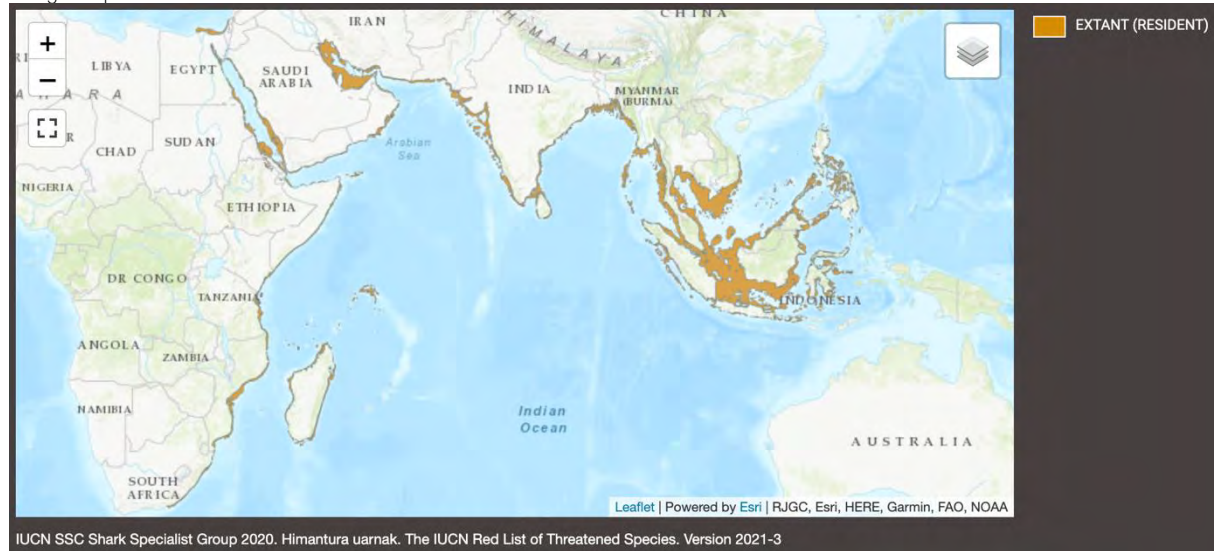 CHINA
IRAN
HIMALAYA
+
LIBYA
EGYPT
SAUDI
ARABIA
INDIA
MYANMAR
(BURMA)
−
A H A R A
Arabian
Sea
SUDAN
CHAD
NIGERIA
ETHIOPIA
DR CONGO
TANZANIA
INDONESIA
ANGOLA
ZAMBIA
NAMIBIA
Indian
Ocean
AUSTRALIA
SOUTH
AFRICA
EXTANT (RESIDENT)
Leaflet | Powered by Esri | RJGC, Esri, HERE, Garmin, FAO, NOAA
IUCN SSC Shark Specialist Group 2020. Himantura uarnak. The IUCN Red List of Threatened Species. Version 2021-3